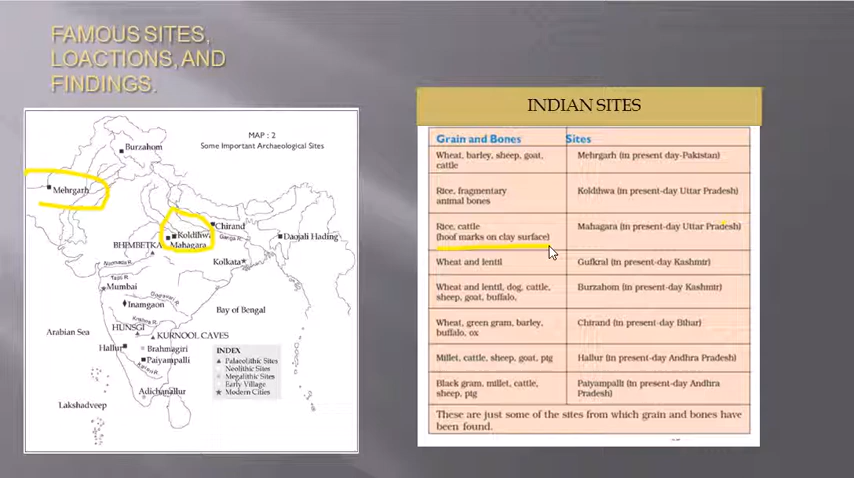 FAMOUS SITES,
LOACTIONS, AND
FINDINGS.
MAP : 2
Some Important Archaeological Sites
Burzahom
Mehrgarh
Chirand
Koldihwa
Ganga R.
Mahagara
Daojali Hading
BHIMBETKA
Kolkata
Narmada R.
Tapi R.
Mumbai
Godavari R.
Inamgaon
Bay of Bengal
Krishna R.
Arabian Sea
HUNSGI
KURNOOL CAVES
Hallur
Brahmagiri
Paiyampalli
Kaveri R.
Adichanallur
Lakshadveep
INDEX
Palaeolithic Sites
Neolithic Sites
Megalithic Sites
Early Village
Modern Cities
INDIAN SITES
Grain and Bones Sites
Wheat, barley, sheep, goat,
cattle
Mehrgarh (in present day-Pakistan)
Rice, fragmentary
animal bones
Koldihwa (in present-day Uttar Pradesh)
Rice, cattle
(hoof marks on clay surface)
Mahagara (in present-day Uttar Pradesh)
Wheat and lentil
Gufkral (in present-day Kashmir)
Wheat and lentil, dog, cattle,
sheep, goat, buffalo,
Burzahom (in present-day Kashmir)
Wheat, green gram, barley,
buffalo, ox
Chirand (in present-day Bihar)
Millet, cattle, sheep, goat, pig
Hallur (in present-day Andhra Pradesh)
Black gram, millet, cattle,
sheep, pig
Paiyampalli (in present-day Andhra
Pradesh)
These are just some of the sites from which grain and bones have
been found.